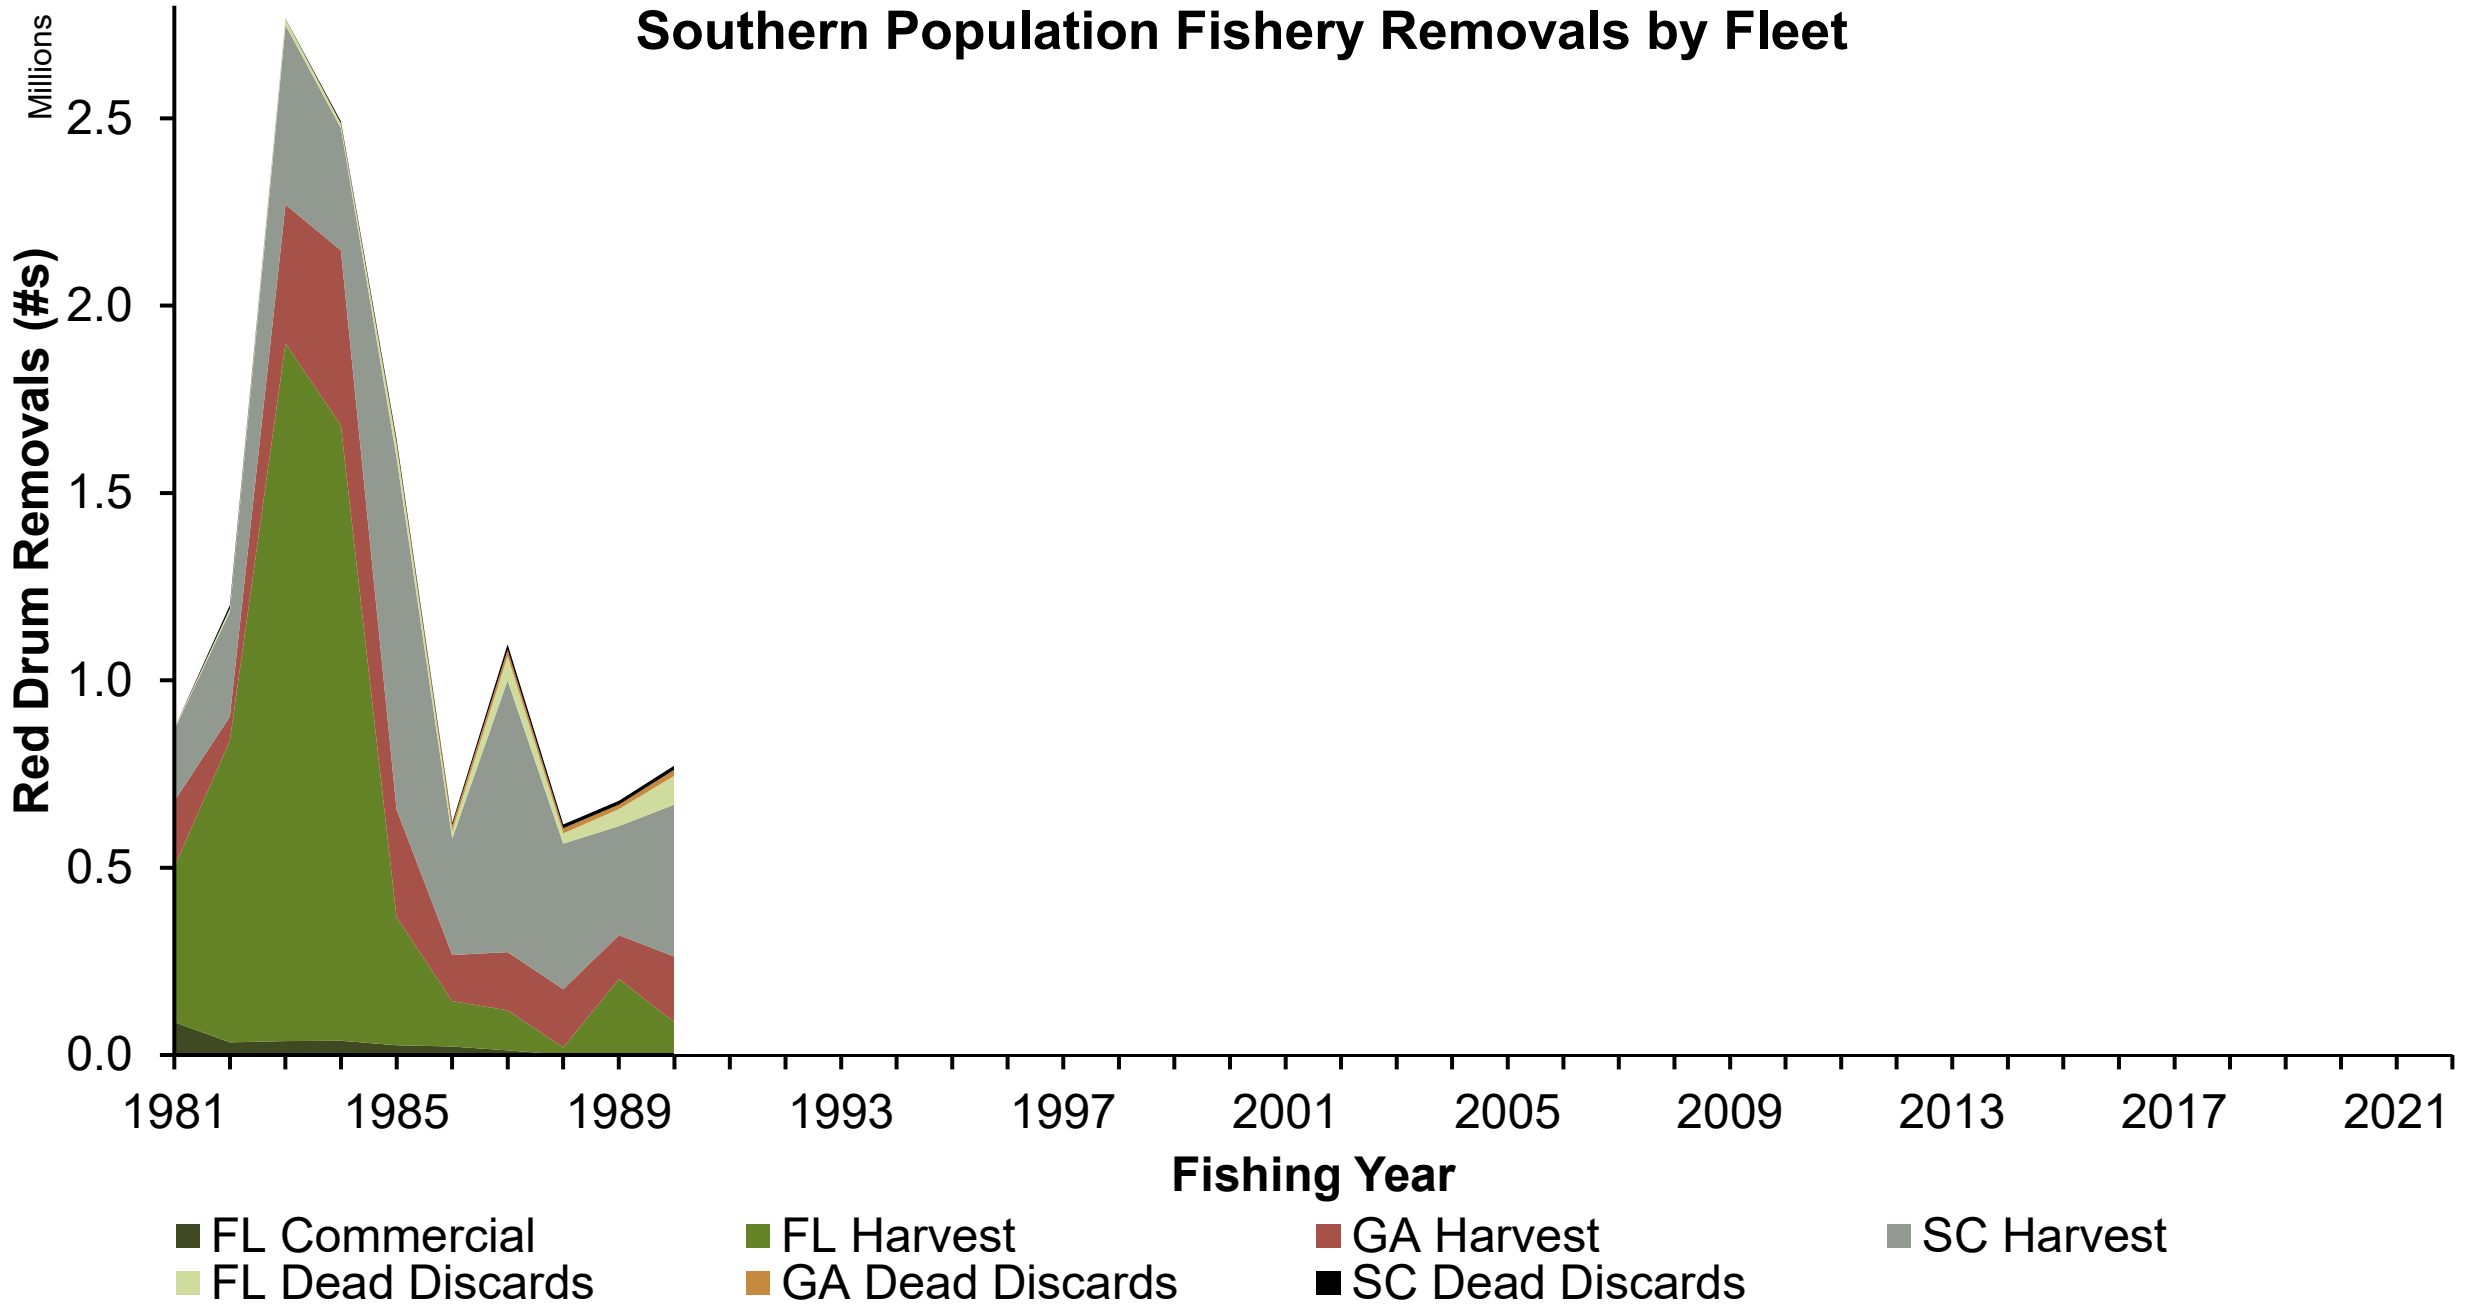 Southern Population Fishery Removals by Fleet
Millions
Red Drum Removals (#s)
2.5
2.0
1.5
1.0
0.5
0.0
1981 1985 1989 1993 1997 2001 2005 2009 2013 2017 2021
Fishing Year
FL Commercial FL Harvest GA Harvest SC Harvest
FL Dead Discards GA Dead Discards SC Dead Discards